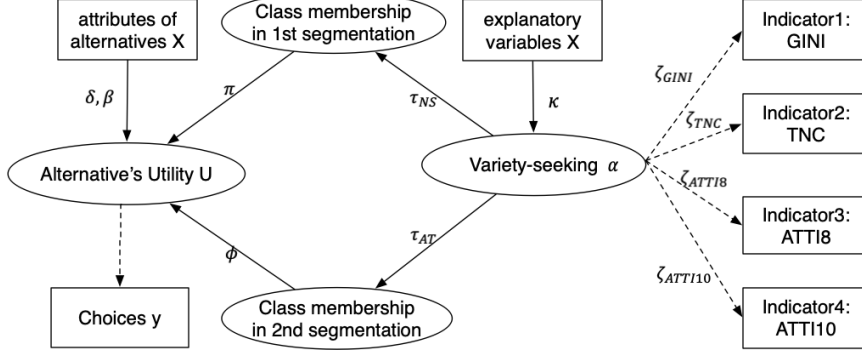 attributes of
alternatives X
Class membership
in 1st segmentation
explanatory
variables X
Indicator1:
GINI
δ, β
π
τ_NS
κ
ζ_GINI
ζ_TNC
Indicator2:
TNC
Alternative's Utility U
Variety-seeking α
ζ_ATTI8
Indicator3:
ATTI8
ϕ
τ_AT
ζ_ATTI10
Choices y
Class membership
in 2nd segmentation
Indicator4:
ATTI10